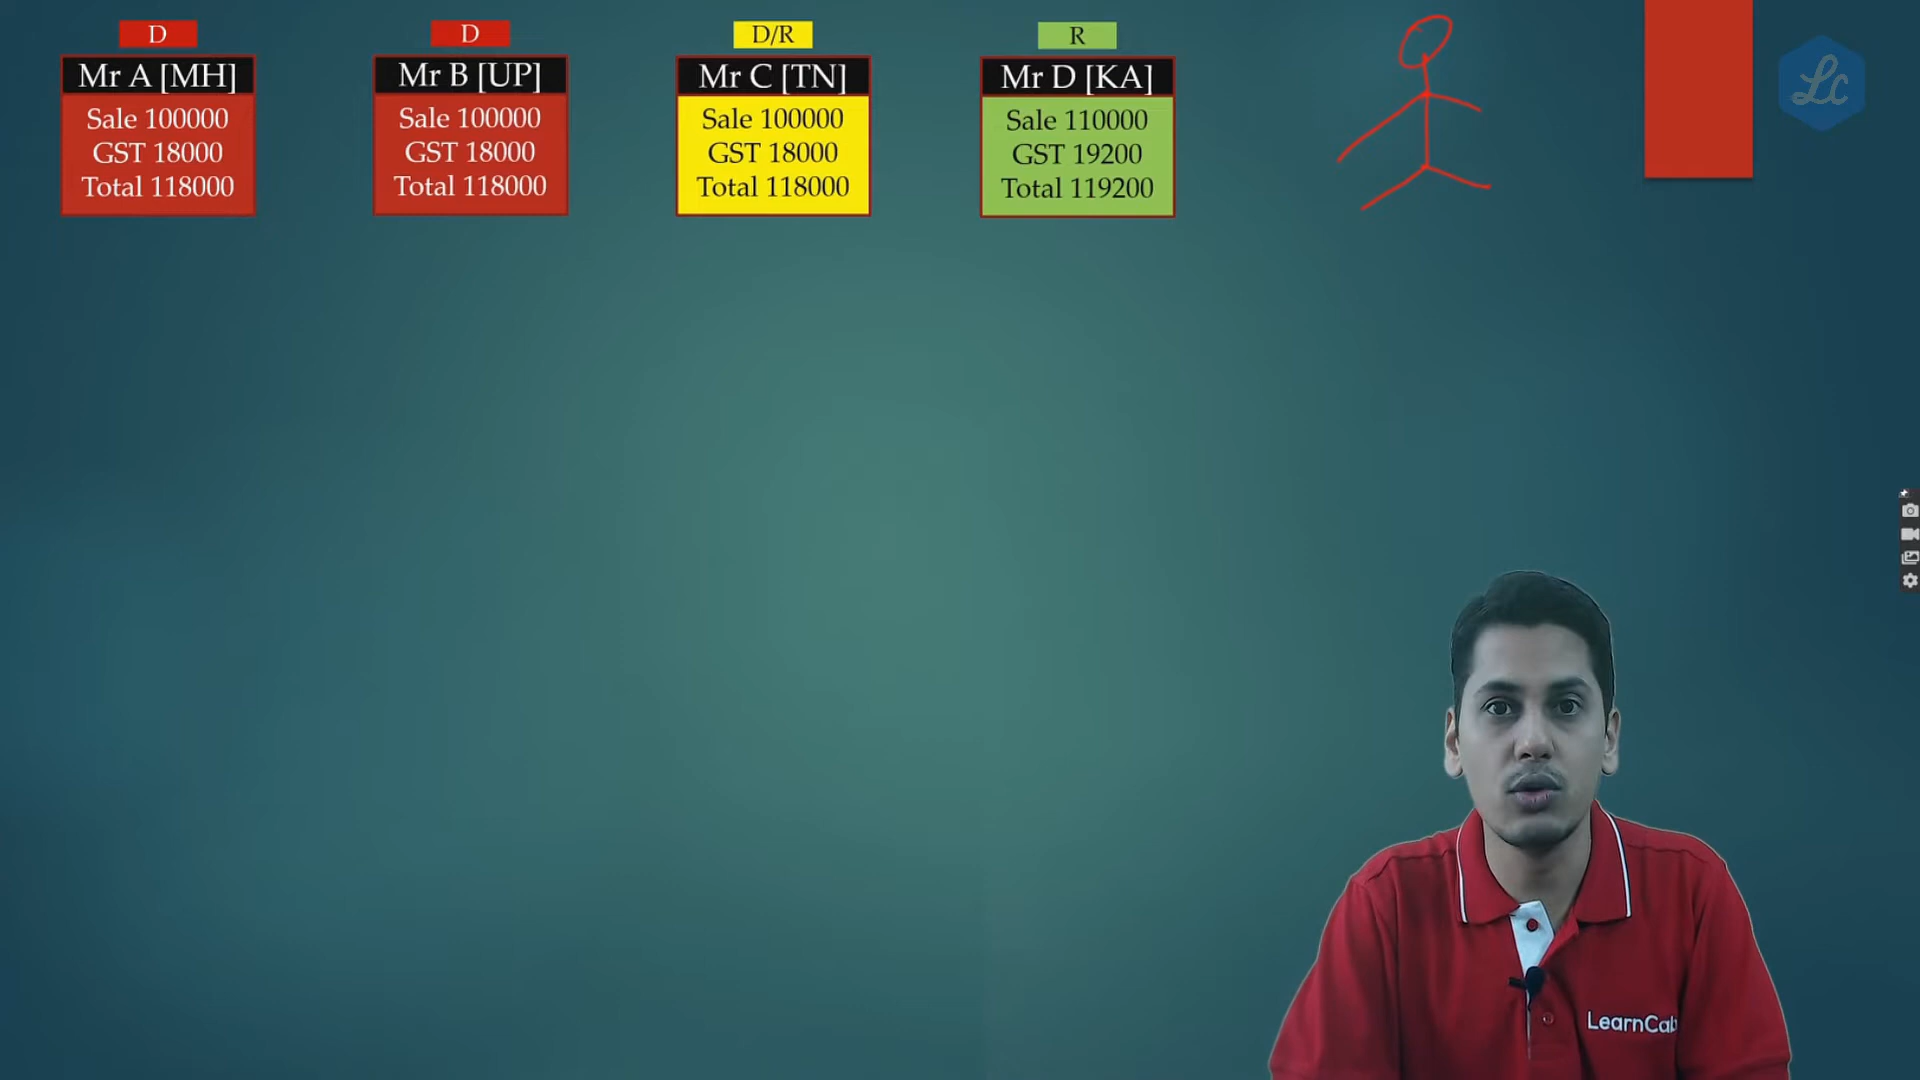 D
Mr A [MH]
Sale 100000
GST 18000
Total 118000
D
Mr B [UP]
Sale 100000
GST 18000
Total 118000
D/R
Mr C [TN]
Sale 100000
GST 18000
Total 118000
R
Mr D [KA]
Sale 110000
GST 19200
Total 119200
Lc
LearnCab